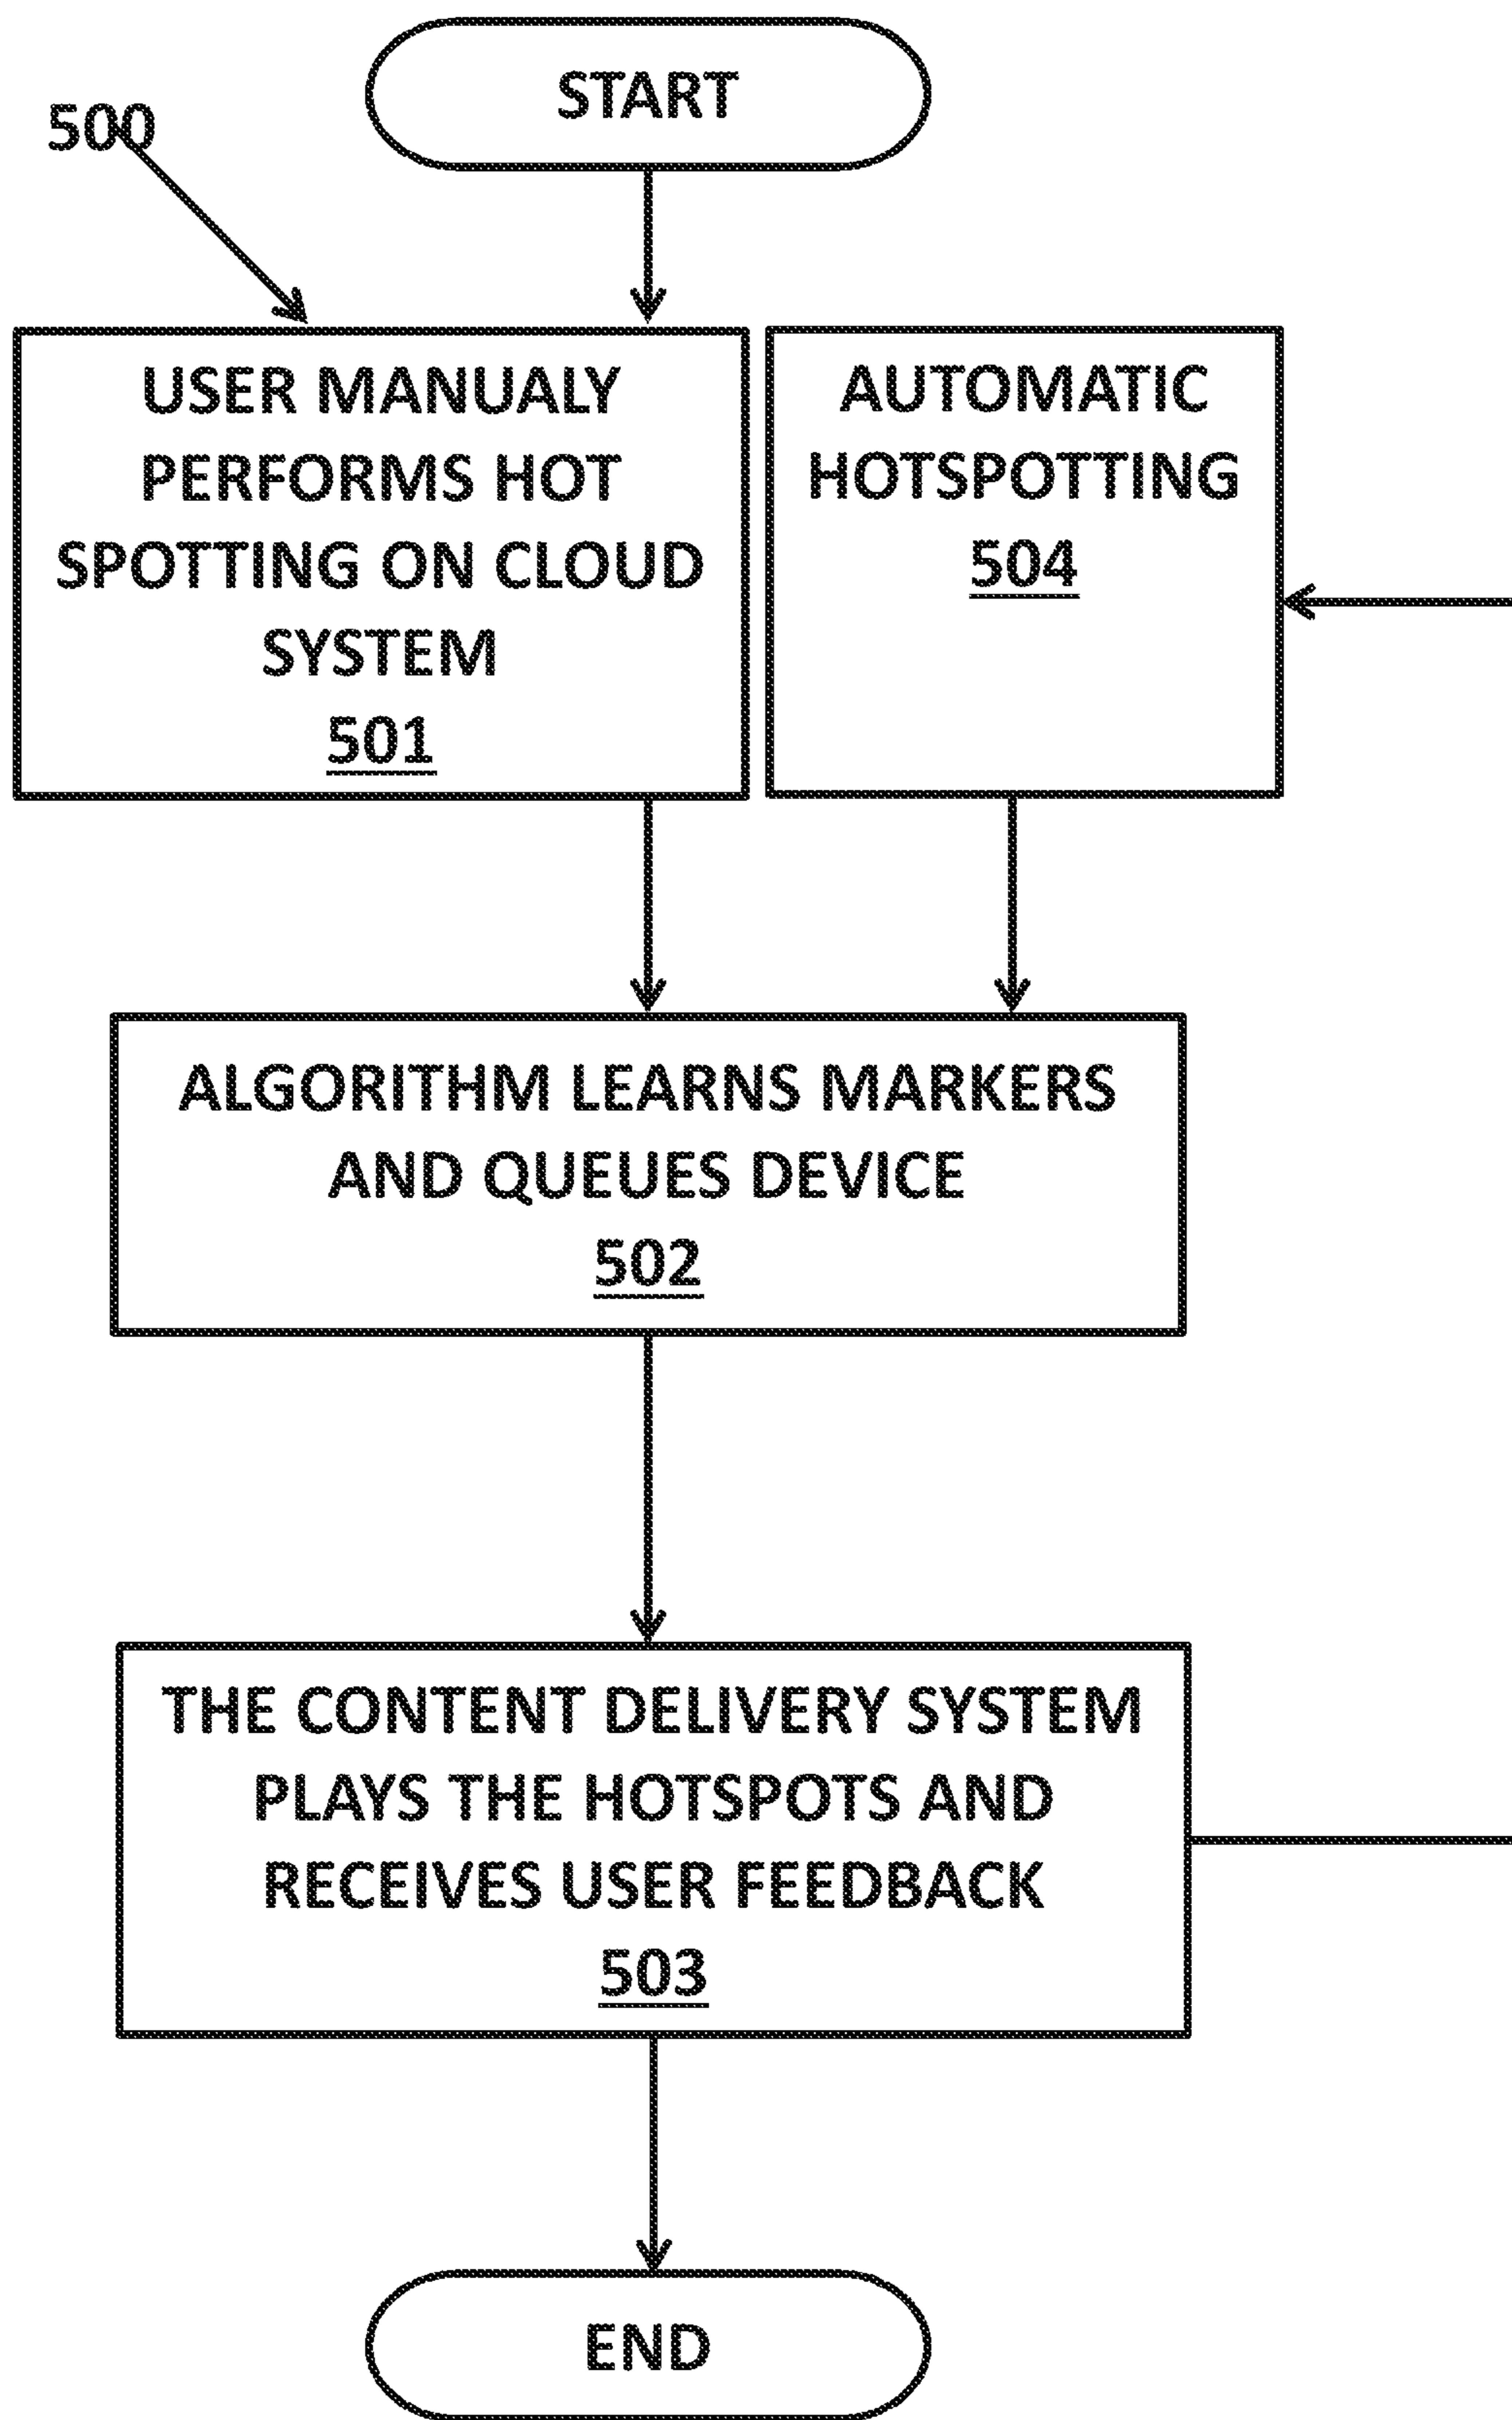 START
500
USER MANUALY
PERFORMS HOT
SPOTTING ON CLOUD
SYSTEM
501
AUTOMATIC
HOTSPOTTING
504
ALGORITHM LEARNS MARKERS
AND QUEUES DEVICE
502
THE CONTENT DELIVERY SYSTEM
PLAYS THE HOTSPOTS AND
RECEIVES USER FEEDBACK
503
END